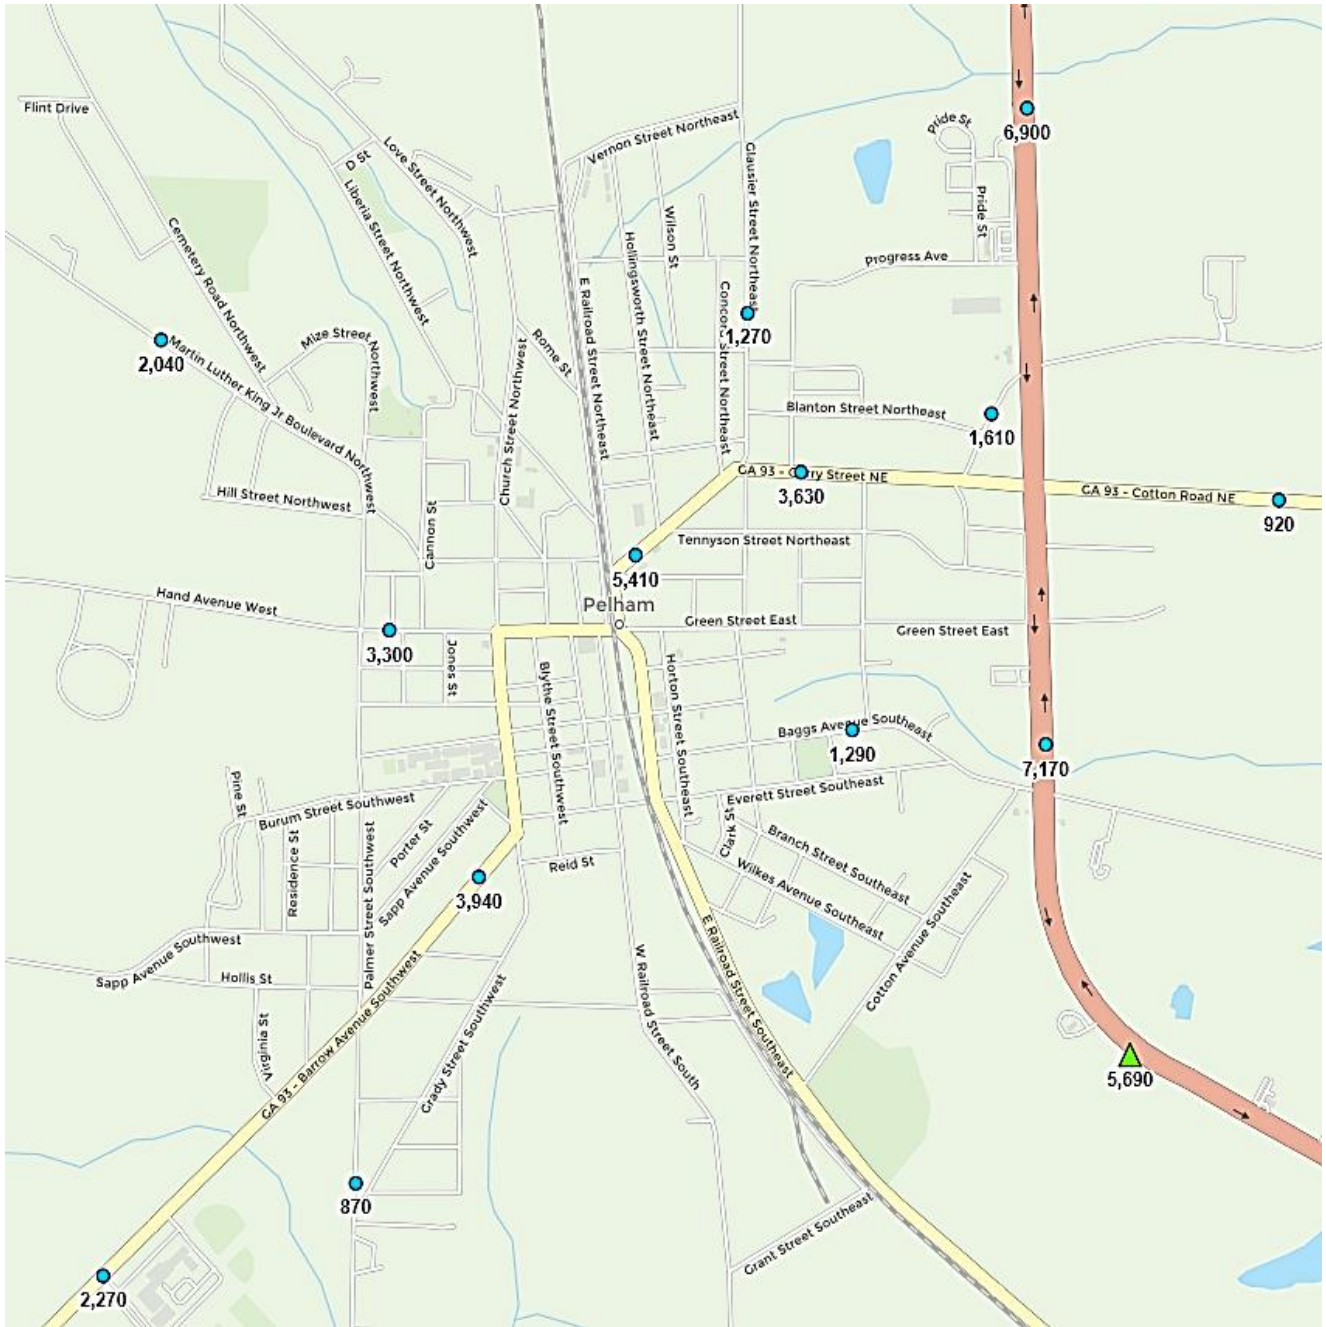 Flint Drive
D St
Love Street Northwest
Liberia Street Northwest
Vernon Street Northeast
Glausier Street Northeast
Pride St
6,900
Pride St
Cemetery Road Northwest
Wilson St
Hollingsworth Street Northeast
E Railroad Street Northeast
Concord Street Northeast
Progress Ave
1,270
2,040
Martin Luther King Jr Boulevard Northwest
Mize Street Northwest
Church Street Northwest
Rome St
Blanton Street Northeast
1,610
GA 93 - Curry Street NE
3,630
GA 93 - Cotton Road NE
920
Hill Street Northwest
Cannon St
Tennyson Street Northeast
5,410
Pelham
Hand Avenue West
3,300
Jones St
Green Street East
Green Street East
Blythe Street Southwest
Horton Street Southeast
Baggs Avenue Southeast
1,290
7,170
Pine St
Burum Street Southwest
Residence St
Porter St
Sapp Avenue Southwest
Palmer Street Southwest
Everett Street Southeast
Clark St
Branch Street Southeast
Wilkes Avenue Southeast
Reid St
3,940
Cotton Avenue Southeast
E Railroad Street Southeast
Sapp Avenue Southwest
Hollis St
Virginia St
GA 93 - Barrow Avenue Southwest
Grady Street Southwest
W Railroad Street South
5,690
870
Grant Street Southeast
2,270